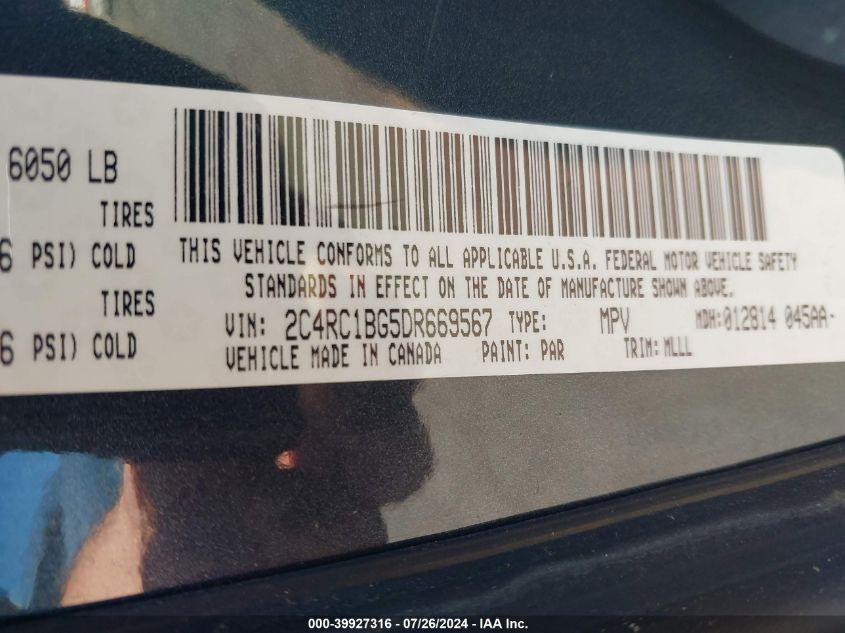 6050 LB
TIRES
6 PSI) COLD
TIRES
6 PSI) COLD
THIS VEHICLE CONFORMS TO ALL APPLICABLE U.S.A. FEDERAL MOTOR VEHICLE SAFETY
STANDARDS IN EFFECT ON THE DATE OF MANUFACTURE SHOWN ABOVE.
VIN: 2C4RC1BG5DR669567 TYPE: MPV MDH:012814 045AA-
VEHICLE MADE IN CANADA PAINT: PAR TRIM: MLLL
000-39927316 - 07/26/2024 - IAA Inc.